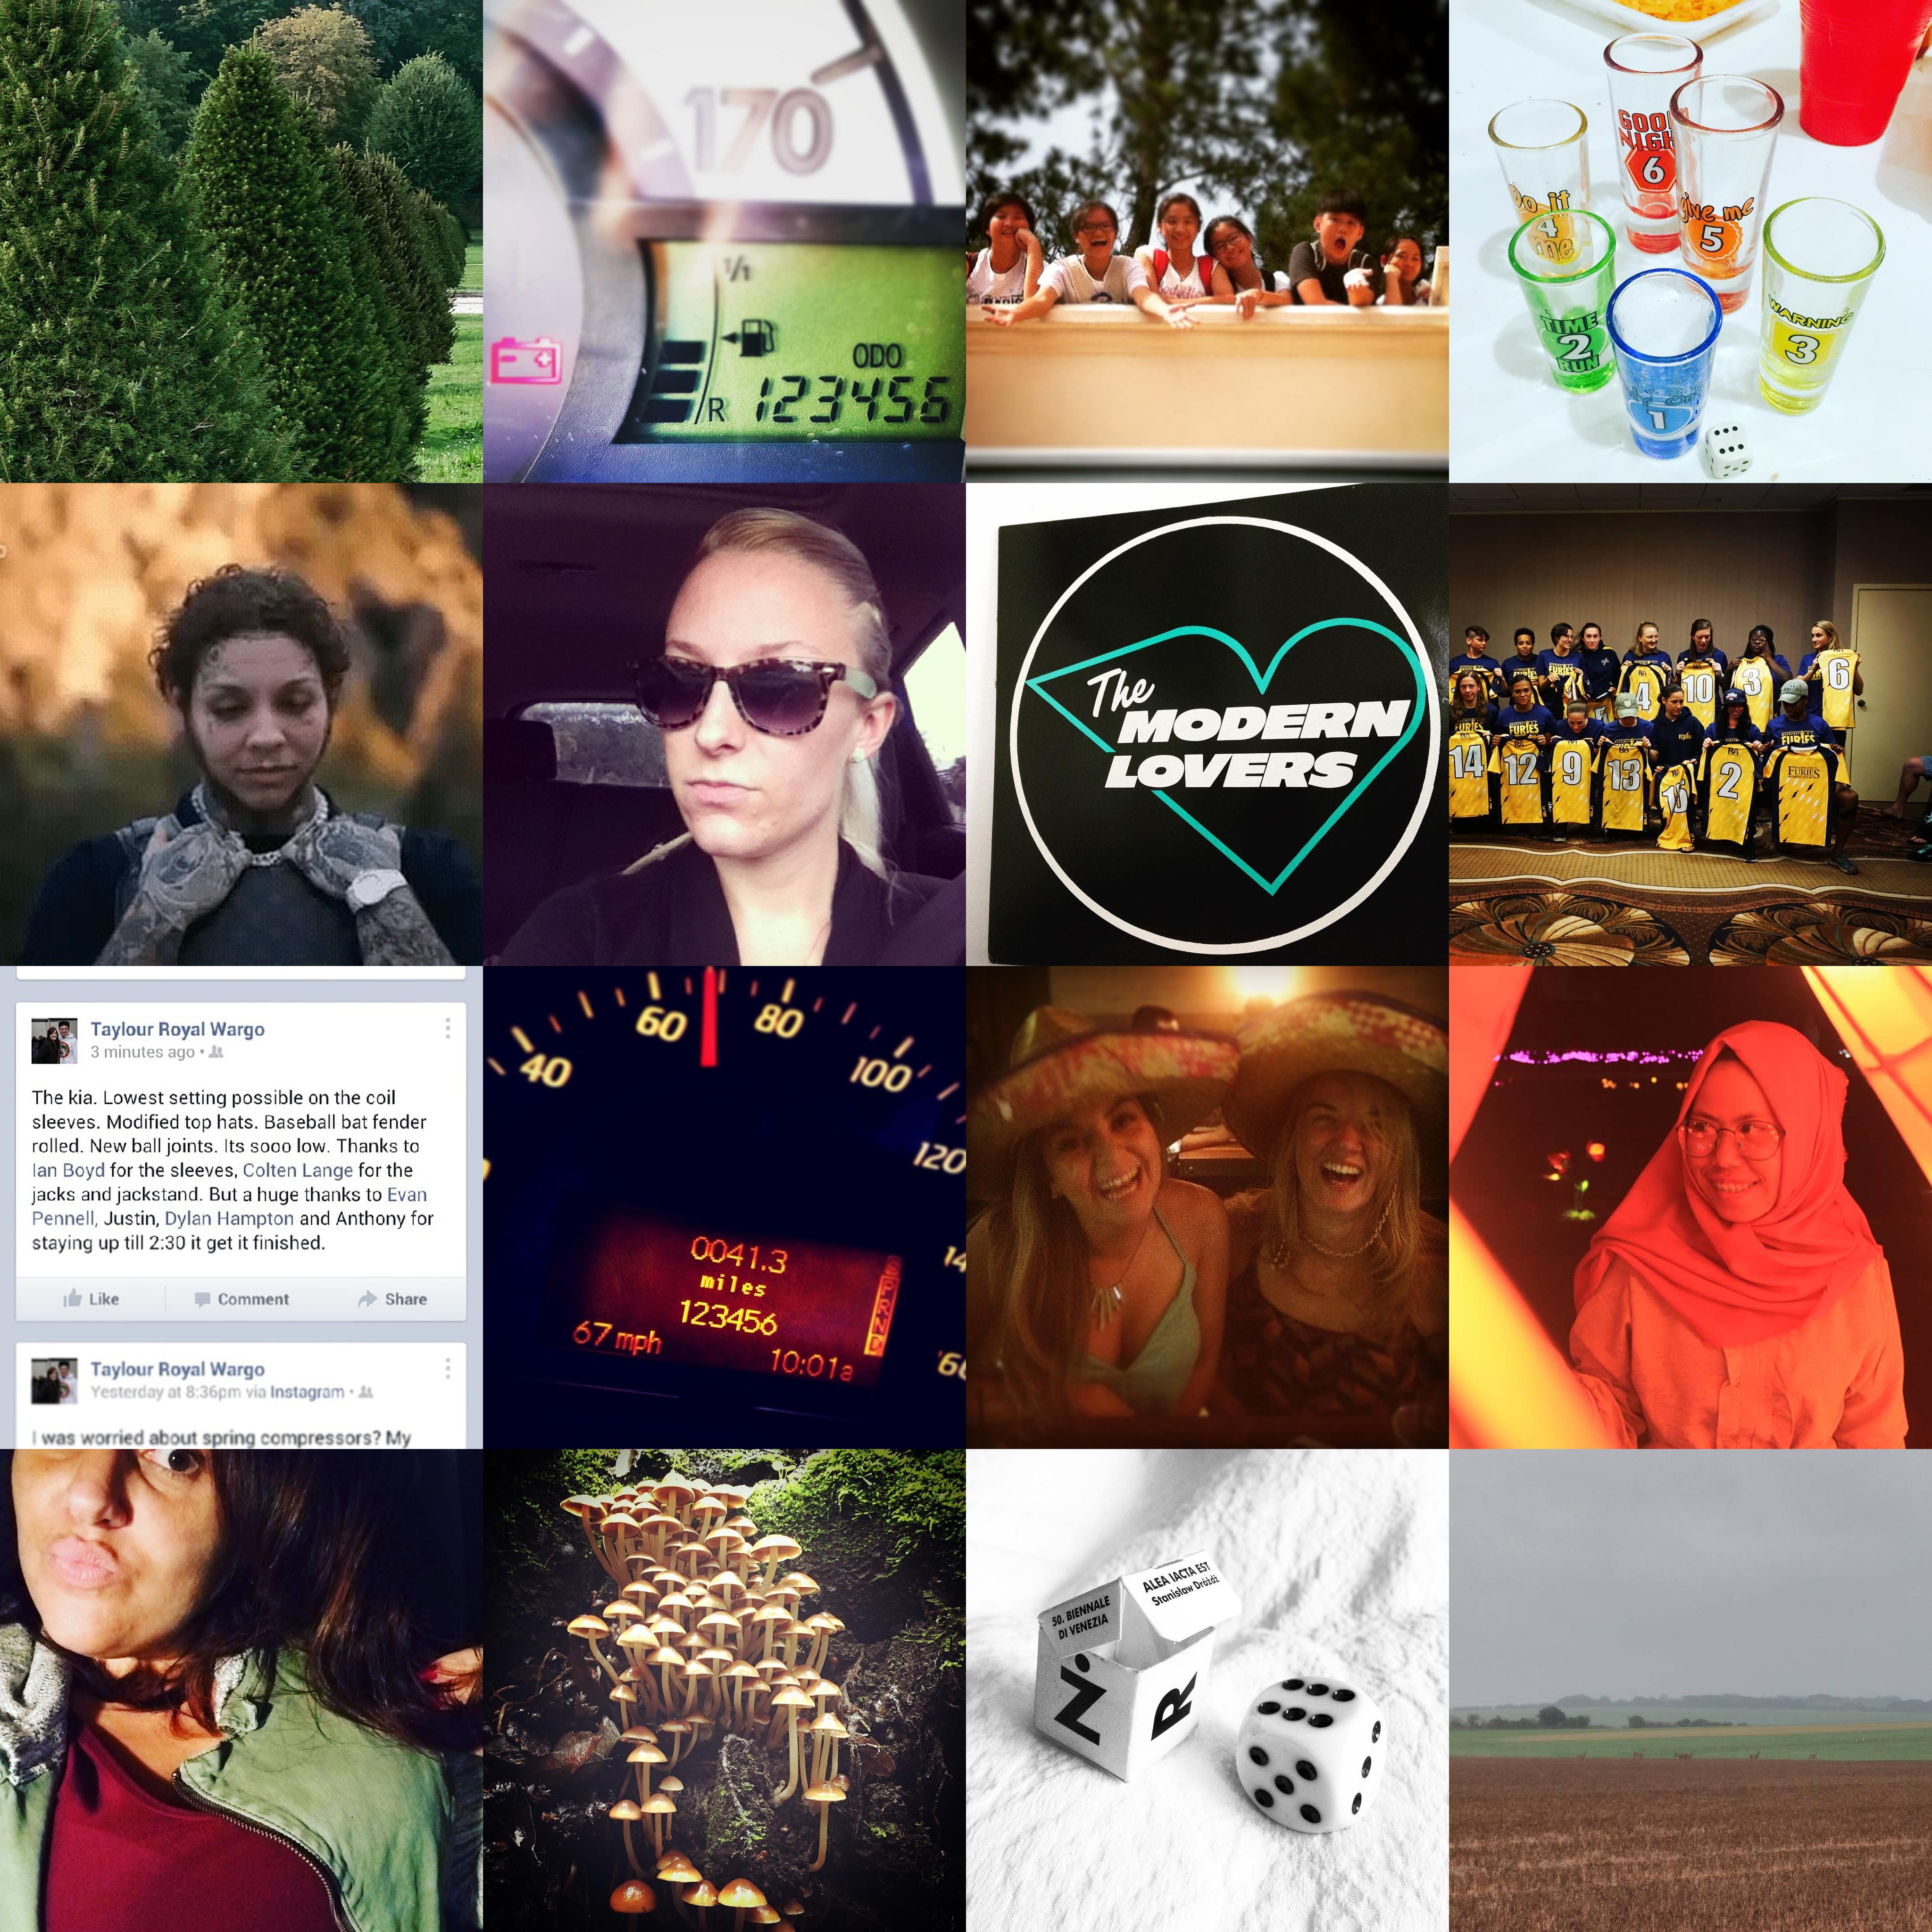 170
1/1
ODO
R 123456
GOOD
NIGHT
6
Do it
4
me
give me
5
TIME
2
RUN
1
WARNING
3
The
MODERN
LOVERS
4
10
3
6
FURIES
FURIES
FURIES
14
12
9
13
15
2
FURIES
Taylour Royal Wargo
3 minutes ago •
The kia. Lowest setting possible on the coil
sleeves. Modified top hats. Baseball bat fender
rolled. New ball joints. Its sooo low. Thanks to
Ian Boyd for the sleeves, Colten Lange for the
jacks and jackstand. But a huge thanks to Evan
Pennell, Justin, Dylan Hampton and Anthony for
staying up till 2:30 it get it finished.
Like Comment Share
Taylour Royal Wargo
Yesterday at 8:36pm via Instagram •
I was worried about spring compressors? My
40 60 80 100
120
0041.3
miles
123456
67 mph
10:01a
ALEA IACTA EST
Stanisław Dróżdż
50. BIENNALE
DI VENEZIA
N.
R